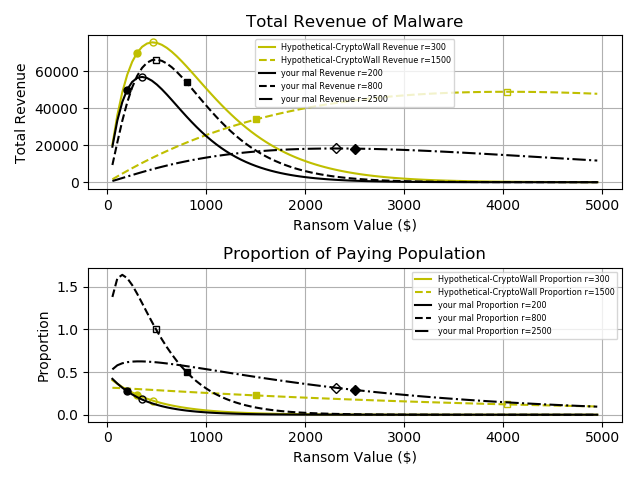 Total Revenue of Malware
Total Revenue
60000
40000
20000
0
Hypothetical-CryptoWall Revenue r=300
Hypothetical-CryptoWall Revenue r=1500
your mal Revenue r=200
your mal Revenue r=800
your mal Revenue r=2500
0 1000 2000 3000 4000 5000
Ransom Value ($)
Proportion of Paying Population
Proportion
1.5
1.0
0.5
0.0
Hypothetical-CryptoWall Proportion r=300
Hypothetical-CryptoWall Proportion r=1500
your mal Proportion r=200
your mal Proportion r=800
your mal Proportion r=2500
0 1000 2000 3000 4000 5000
Ransom Value ($)